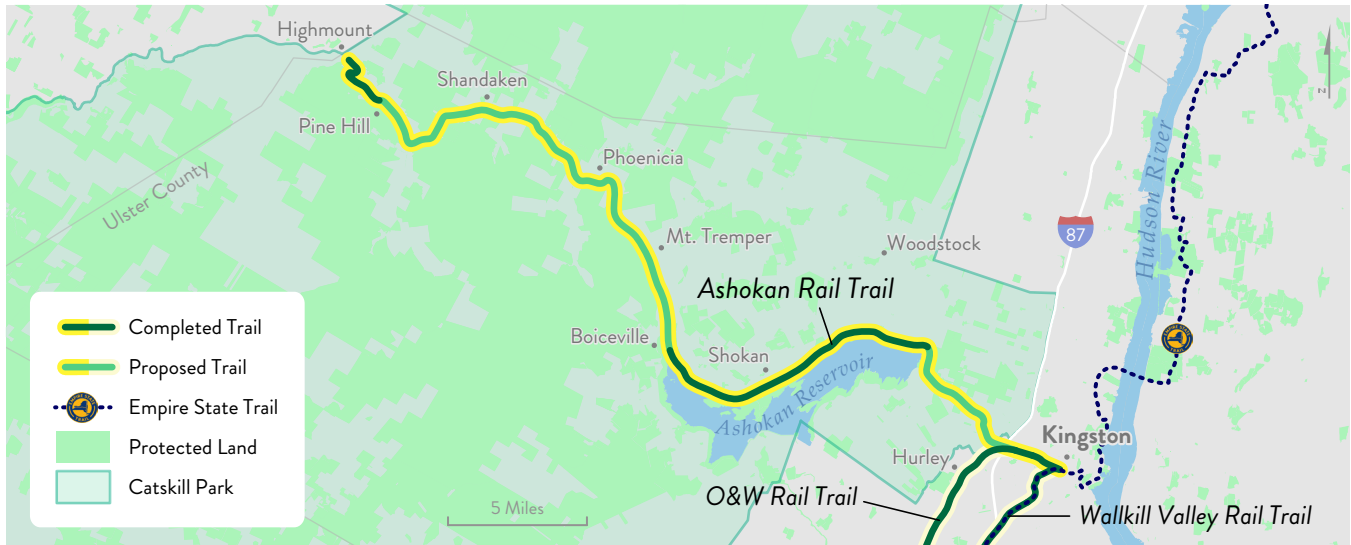 Highmount
Shandaken
Pine Hill
Phoenicia
Ulster County
Mt. Tremper
Woodstock
87
Hudson River
N
Ashokan Rail Trail
Boiceville
Shokan
Ashokan Reservoir
Kingston
Hurley
O&W Rail Trail
Wallkill Valley Rail Trail
5 Miles
Completed Trail
Proposed Trail
Empire State Trail
Protected Land
Catskill Park